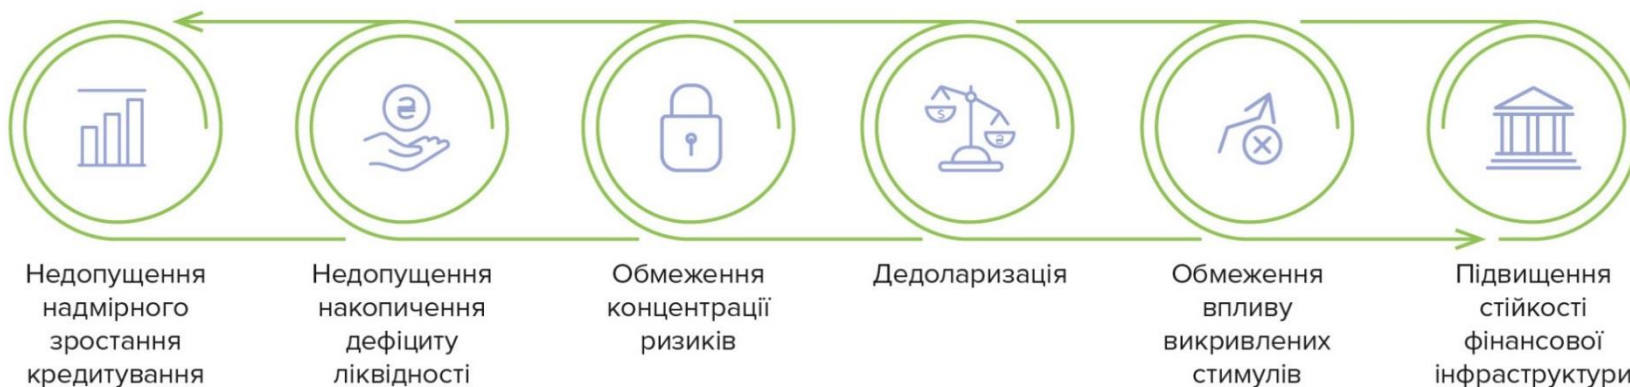 ₴
$
₴
Недопущення
надмірного
зростання
кредитування
Недопущення
накопичення
дефіциту
ліквідності
Обмеження
концентрації
ризиків
Дедоларизація
Обмеження
впливу
викривлених
стимулів
Підвищення
стійкості
фінансової
інфраструктури